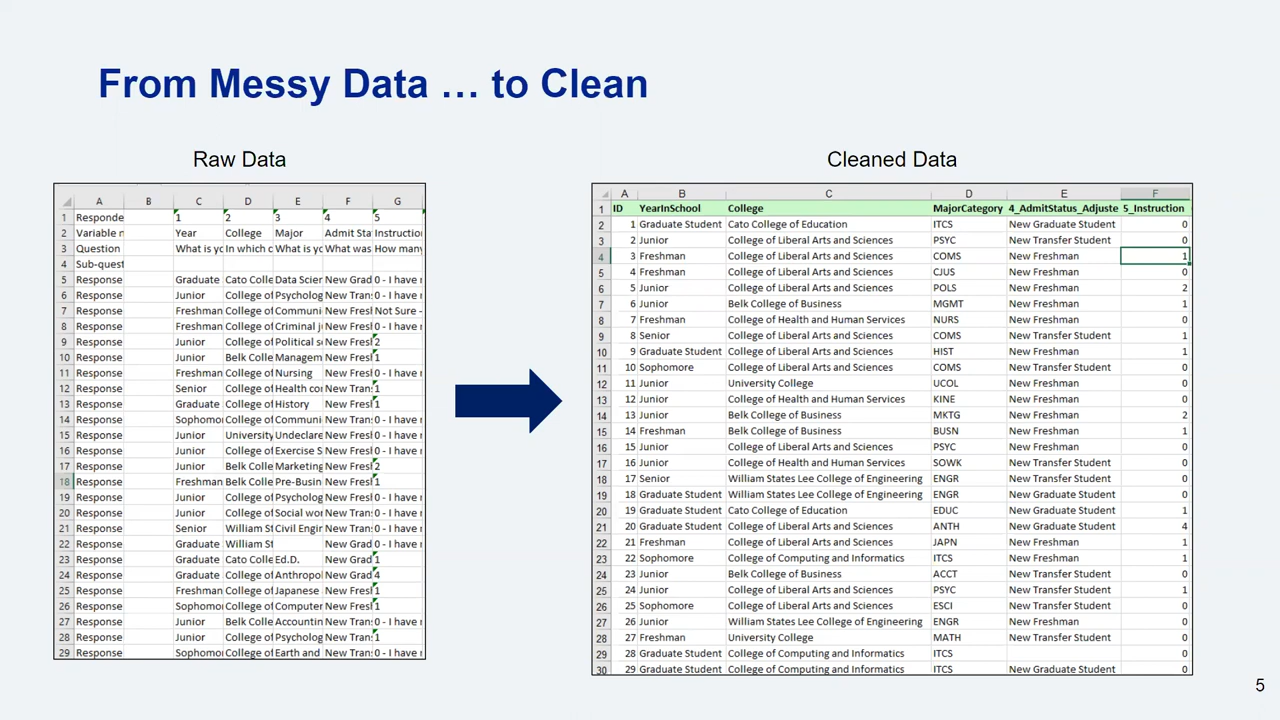 From Messy Data … to Clean
Raw Data
A B C D E F G
1 Responde 1 2 3 4 5
2 Variable n Year College Major Admit Sta Instruction
3 Question What is yo In which c What is yo What was How many
4 Sub-quest
5 Response Graduate Cato Colle Data Scien New Grad 0 - I have r
6 Response Junior College of Psycholog New Trans 0 - I have r
7 Response Freshman College of Communi New Fresh Not Sure -
8 Response Freshman College of Criminal ju New Fresh 0 - I have r
9 Response Junior College of Political s New Fresh 2
10 Response Junior Belk Colle Managem New Fresh 1
11 Response Freshman College of Nursing New Fresh 0 - I have r
12 Response Senior College of Health co New Trans 1
13 Response Graduate College of History New Fresh 1
14 Response Sophomo College of Communi New Trans 0 - I have r
15 Response Junior University Undeclare New Fresh 0 - I have r
16 Response Junior College of Exercise S New Fresh 0 - I have r
17 Response Junior Belk Colle Marketing New Fresh 2
18 Response Freshman Belk Colle Pre-Busin New Fresh 1
19 Response Junior College of Psycholog New Fresh 0 - I have r
20 Response Junior College of Social wor New Trans 0 - I have r
21 Response Senior William St Civil Engin New Trans 0 - I have r
22 Response Graduate William St New Grad 0 - I have r
23 Response Graduate Cato Colle Ed.D. New Grad 1
24 Response Graduate College of Anthropol New Grad 4
25 Response Freshman College of Japanese New Fresh 1
26 Response Sophomo College of Computer New Trans 1
27 Response Junior Belk Colle Accountin New Trans 0 - I have r
28 Response Junior College of Psycholog New Trans 1
29 Response Sophomo College of Earth and New Trans 0 - I have r
Cleaned Data
A B C D E F
1 ID YearInSchool College MajorCategory 4_AdmitStatus_Adjuste 5_Instruction
2 1 Graduate Student Cato College of Education ITCS New Graduate Student 0
3 2 Junior College of Liberal Arts and Sciences PSYC New Transfer Student 0
4 3 Freshman College of Liberal Arts and Sciences COMS New Freshman 1
5 4 Freshman College of Liberal Arts and Sciences CJUS New Freshman 0
6 5 Junior College of Liberal Arts and Sciences POLS New Freshman 2
7 6 Junior Belk College of Business MGMT New Freshman 1
8 7 Freshman College of Health and Human Services NURS New Freshman 0
9 8 Senior College of Liberal Arts and Sciences COMS New Transfer Student 1
10 9 Graduate Student College of Liberal Arts and Sciences HIST New Freshman 1
11 10 Sophomore College of Liberal Arts and Sciences COMS New Transfer Student 0
12 11 Junior University College UCOL New Freshman 0
13 12 Junior College of Health and Human Services KINE New Freshman 0
14 13 Junior Belk College of Business MKTG New Freshman 2
15 14 Freshman Belk College of Business BUSN New Freshman 1
16 15 Junior College of Liberal Arts and Sciences PSYC New Freshman 0
17 16 Junior College of Health and Human Services SOWK New Transfer Student 0
18 17 Senior William States Lee College of Engineering ENGR New Transfer Student 0
19 18 Graduate Student William States Lee College of Engineering ENGR New Graduate Student 0
20 19 Graduate Student Cato College of Education EDUC New Graduate Student 1
21 20 Graduate Student College of Liberal Arts and Sciences ANTH New Graduate Student 4
22 21 Freshman College of Liberal Arts and Sciences JAPN New Freshman 1
23 22 Sophomore College of Computing and Informatics ITCS New Transfer Student 1
24 23 Junior Belk College of Business ACCT New Transfer Student 0
25 24 Junior College of Liberal Arts and Sciences PSYC New Transfer Student 1
26 25 Sophomore College of Liberal Arts and Sciences ESCI New Transfer Student 0
27 26 Junior William States Lee College of Engineering ENGR New Freshman 0
28 27 Freshman University College MATH New Transfer Student 0
29 28 Graduate Student College of Computing and Informatics ITCS 0
30 29 Graduate Student College of Computing and Informatics ITCS New Graduate Student 0
5